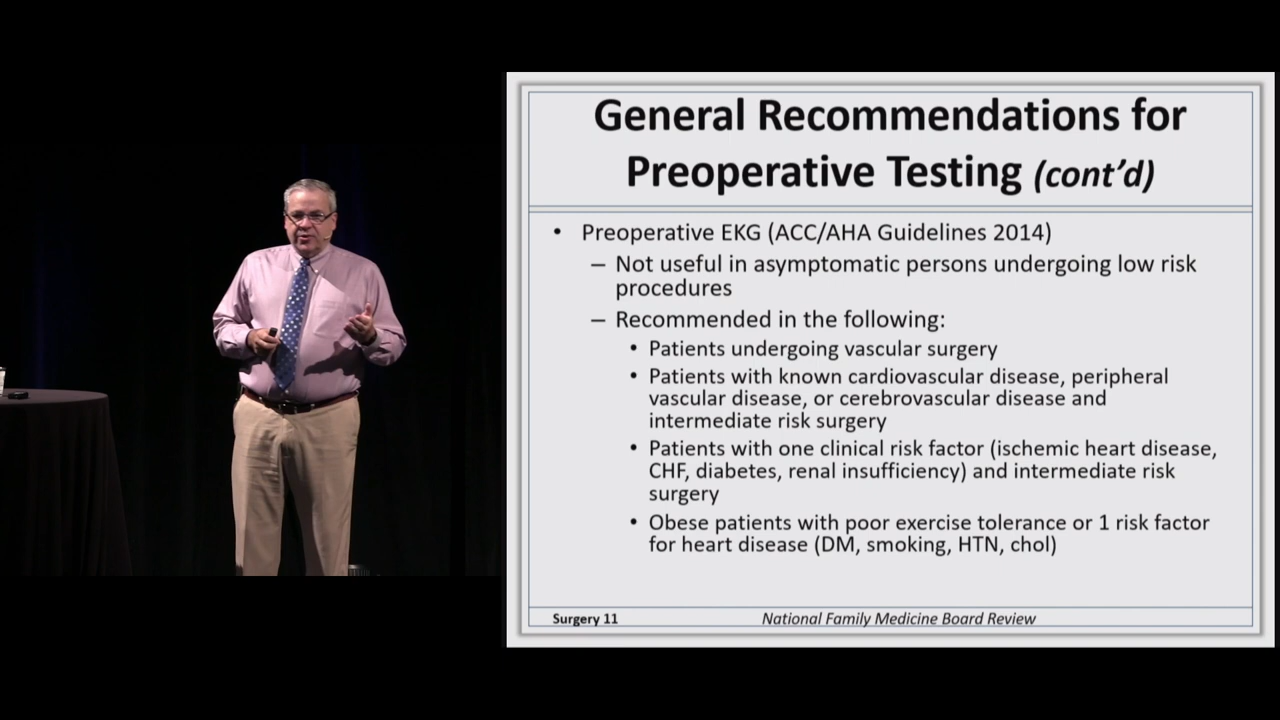 General Recommendations for
Preoperative Testing (cont’d)
• Preoperative EKG (ACC/AHA Guidelines 2014)
– Not useful in asymptomatic persons undergoing low risk
procedures
– Recommended in the following:
• Patients undergoing vascular surgery
• Patients with known cardiovascular disease, peripheral
vascular disease, or cerebrovascular disease and
intermediate risk surgery
• Patients with one clinical risk factor (ischemic heart disease,
CHF, diabetes, renal insufficiency) and intermediate risk
surgery
• Obese patients with poor exercise tolerance or 1 risk factor
for heart disease (DM, smoking, HTN, chol)
Surgery 11
National Family Medicine Board Review